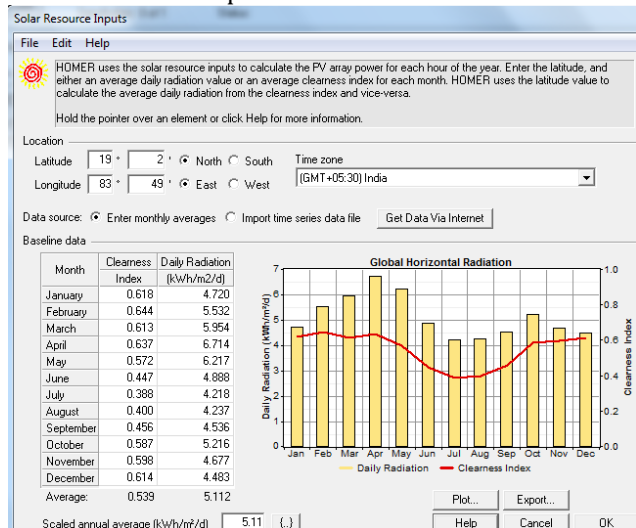 Solar Resource Inputs
File Edit Help
HOMER uses the solar resource inputs to calculate the PV array power for each hour of the year. Enter the latitude, and
either an average daily radiation value or an average clearness index for each month. HOMER uses the latitude value to
calculate the average daily radiation from the clearness index and vice-versa.
Hold the pointer over an element or click Help for more information.
Location
Latitude 19 ° 2 ' North South Time zone
Longitude 83 ° 49 ' East West (GMT+05:30) India
Data source: Enter monthly averages Import time series data file Get Data Via Internet
Baseline data
Month Clearness Index Daily Radiation (kWh/m2/d)
January 0.618 4.720
February 0.644 5.532
March 0.613 5.954
April 0.637 6.714
May 0.572 6.217
June 0.447 4.888
July 0.388 4.218
August 0.400 4.237
September 0.456 4.536
October 0.587 5.216
November 0.598 4.677
December 0.614 4.483
Average: 0.539 5.112
Scaled annual average (kWh/m²/d) 5.11 {..}
Global Horizontal Radiation
Daily Radiation (kWh/m²/d)
7
6
5
4
3
2
1
0
Jan Feb Mar Apr May Jun Jul Aug Sep Oct Nov Dec
1.0
0.8
0.6
0.4
0.2
0.0
Clearness Index
Daily Radiation Clearness Index
Plot... Export...
Help Cancel OK